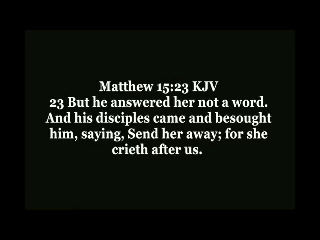 Matthew 15:23 KJV
23 But he answered her not a word.
And his disciples came and besought
him, saying, Send her away; for she
crieth after us.